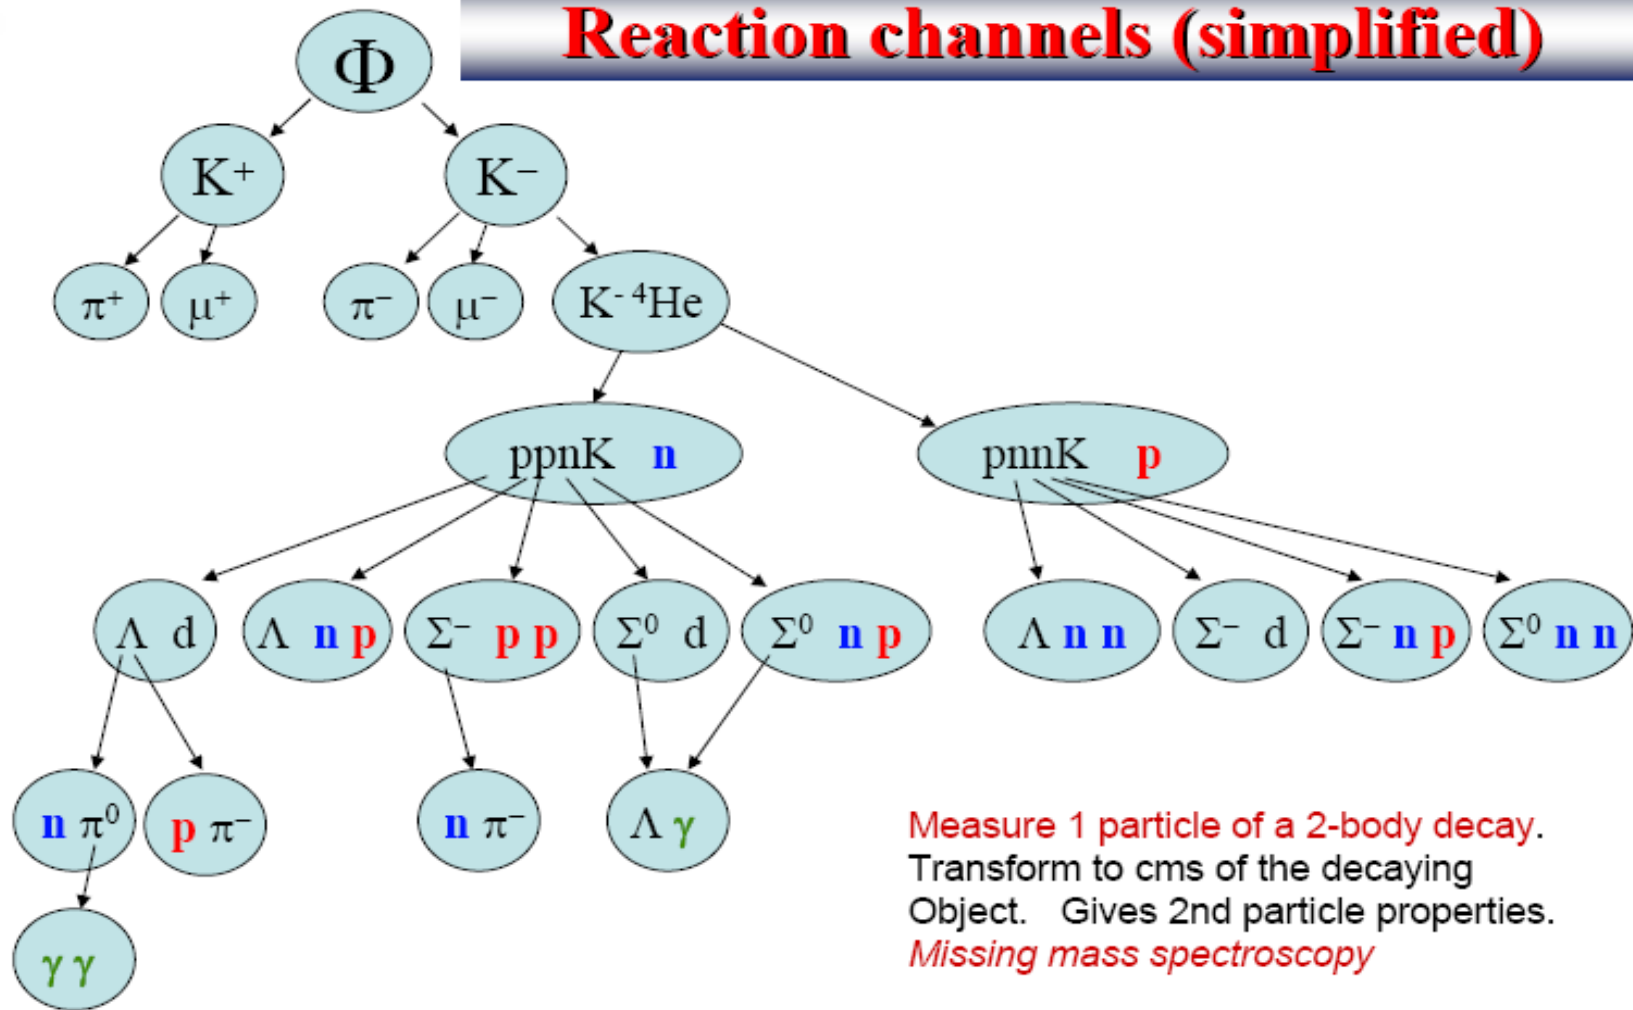 Reaction channels (simplified)
Φ
K⁺ K⁻
π⁺ μ⁺ π⁻ μ⁻ K⁻ ⁴He
ppnK n pnnK p
Λ d Λ n p Σ⁻ p p Σ⁰ d Σ⁰ n p Λ n n Σ⁻ d Σ⁻ n p Σ⁰ n n
n π⁰ p π⁻ n π⁻ Λ γ
γ γ
Measure 1 particle of a 2-body decay.
Transform to cms of the decaying
Object. Gives 2nd particle properties.
Missing mass spectroscopy